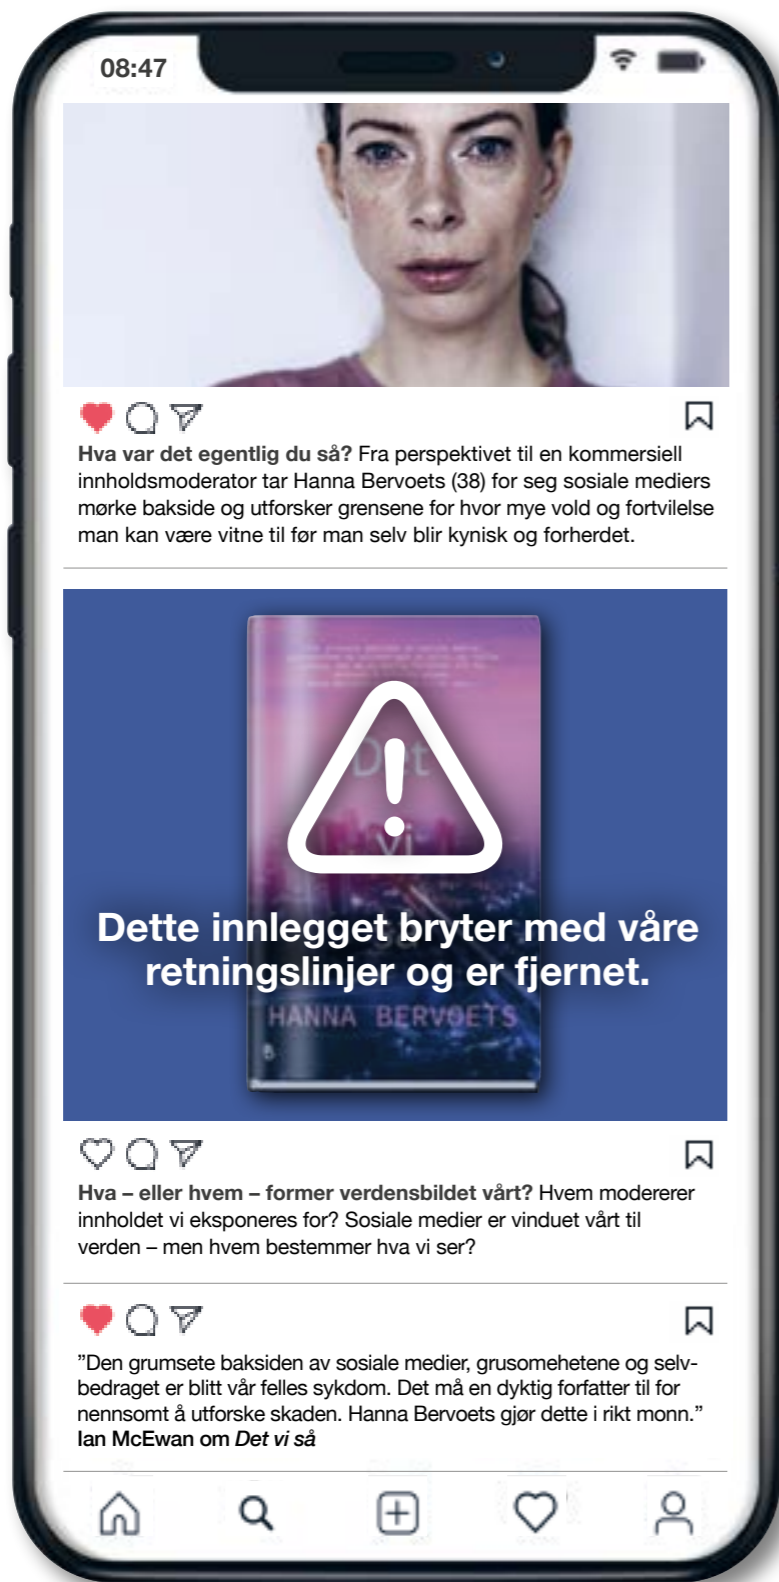 08:47
Hva var det egentlig du så? Fra perspektivet til en kommersiell
innholdsmoderator tar Hanna Bervoets (38) for seg sosiale mediers
mørke bakside og utforsker grensene for hvor mye vold og fortvilelse
man kan være vitne til før man selv blir kynisk og forherdet.
Det
vi
Dette innlegget bryter med våre
retningslinjer og er fjernet.
HANNA BERVOETS
Hva – eller hvem – former verdensbildet vårt? Hvem modererer
innholdet vi eksponeres for? Sosiale medier er vinduet vårt til
verden – men hvem bestemmer hva vi ser?
”Den grumsete baksiden av sosiale medier, grusomehetene og selv-
bedraget er blitt vår felles sykdom. Det må en dyktig forfatter til for
nennsomt å utforske skaden. Hanna Bervoets gjør dette i rikt monn.”
Ian McEwan om Det vi så